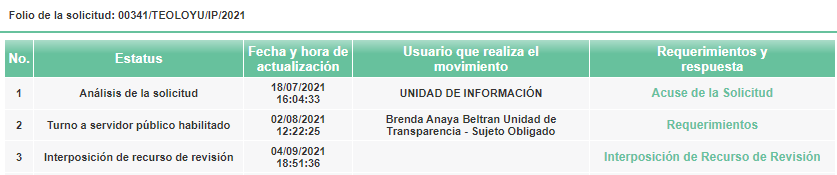 Folio de la solicitud: 00341/TEOLOYU/IP/2021
No. Estatus Fecha y hora de actualización Usuario que realiza el movimiento Requerimientos y respuesta
1 Análisis de la solicitud 18/07/2021 16:04:33 UNIDAD DE INFORMACIÓN Acuse de la Solicitud
2 Turno a servidor público habilitado 02/08/2021 12:22:25 Brenda Anaya Beltran Unidad de Transparencia - Sujeto Obligado Requerimientos
3 Interposición de recurso de revisión 04/09/2021 18:51:36 Interposición de Recurso de Revisión